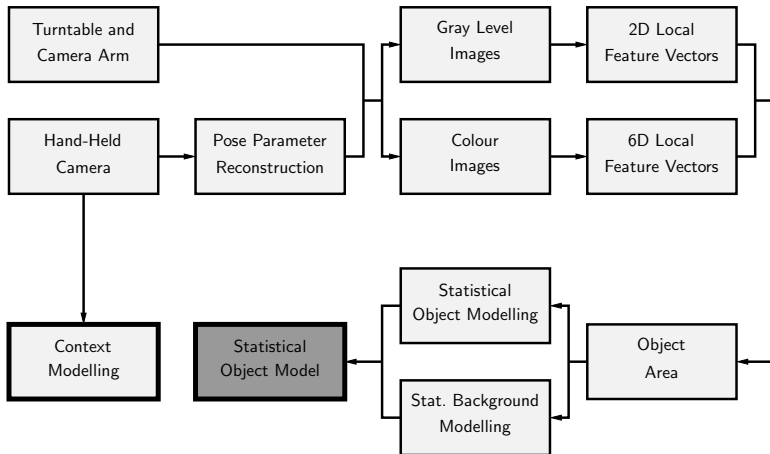 Turntable and
Camera Arm
Gray Level
Images
2D Local
Feature Vectors
Hand-Held
Camera
Pose Parameter
Reconstruction
Colour
Images
6D Local
Feature Vectors
Statistical
Object Modelling
Context
Modelling
Statistical
Object Model
Object
Area
Stat. Background
Modelling